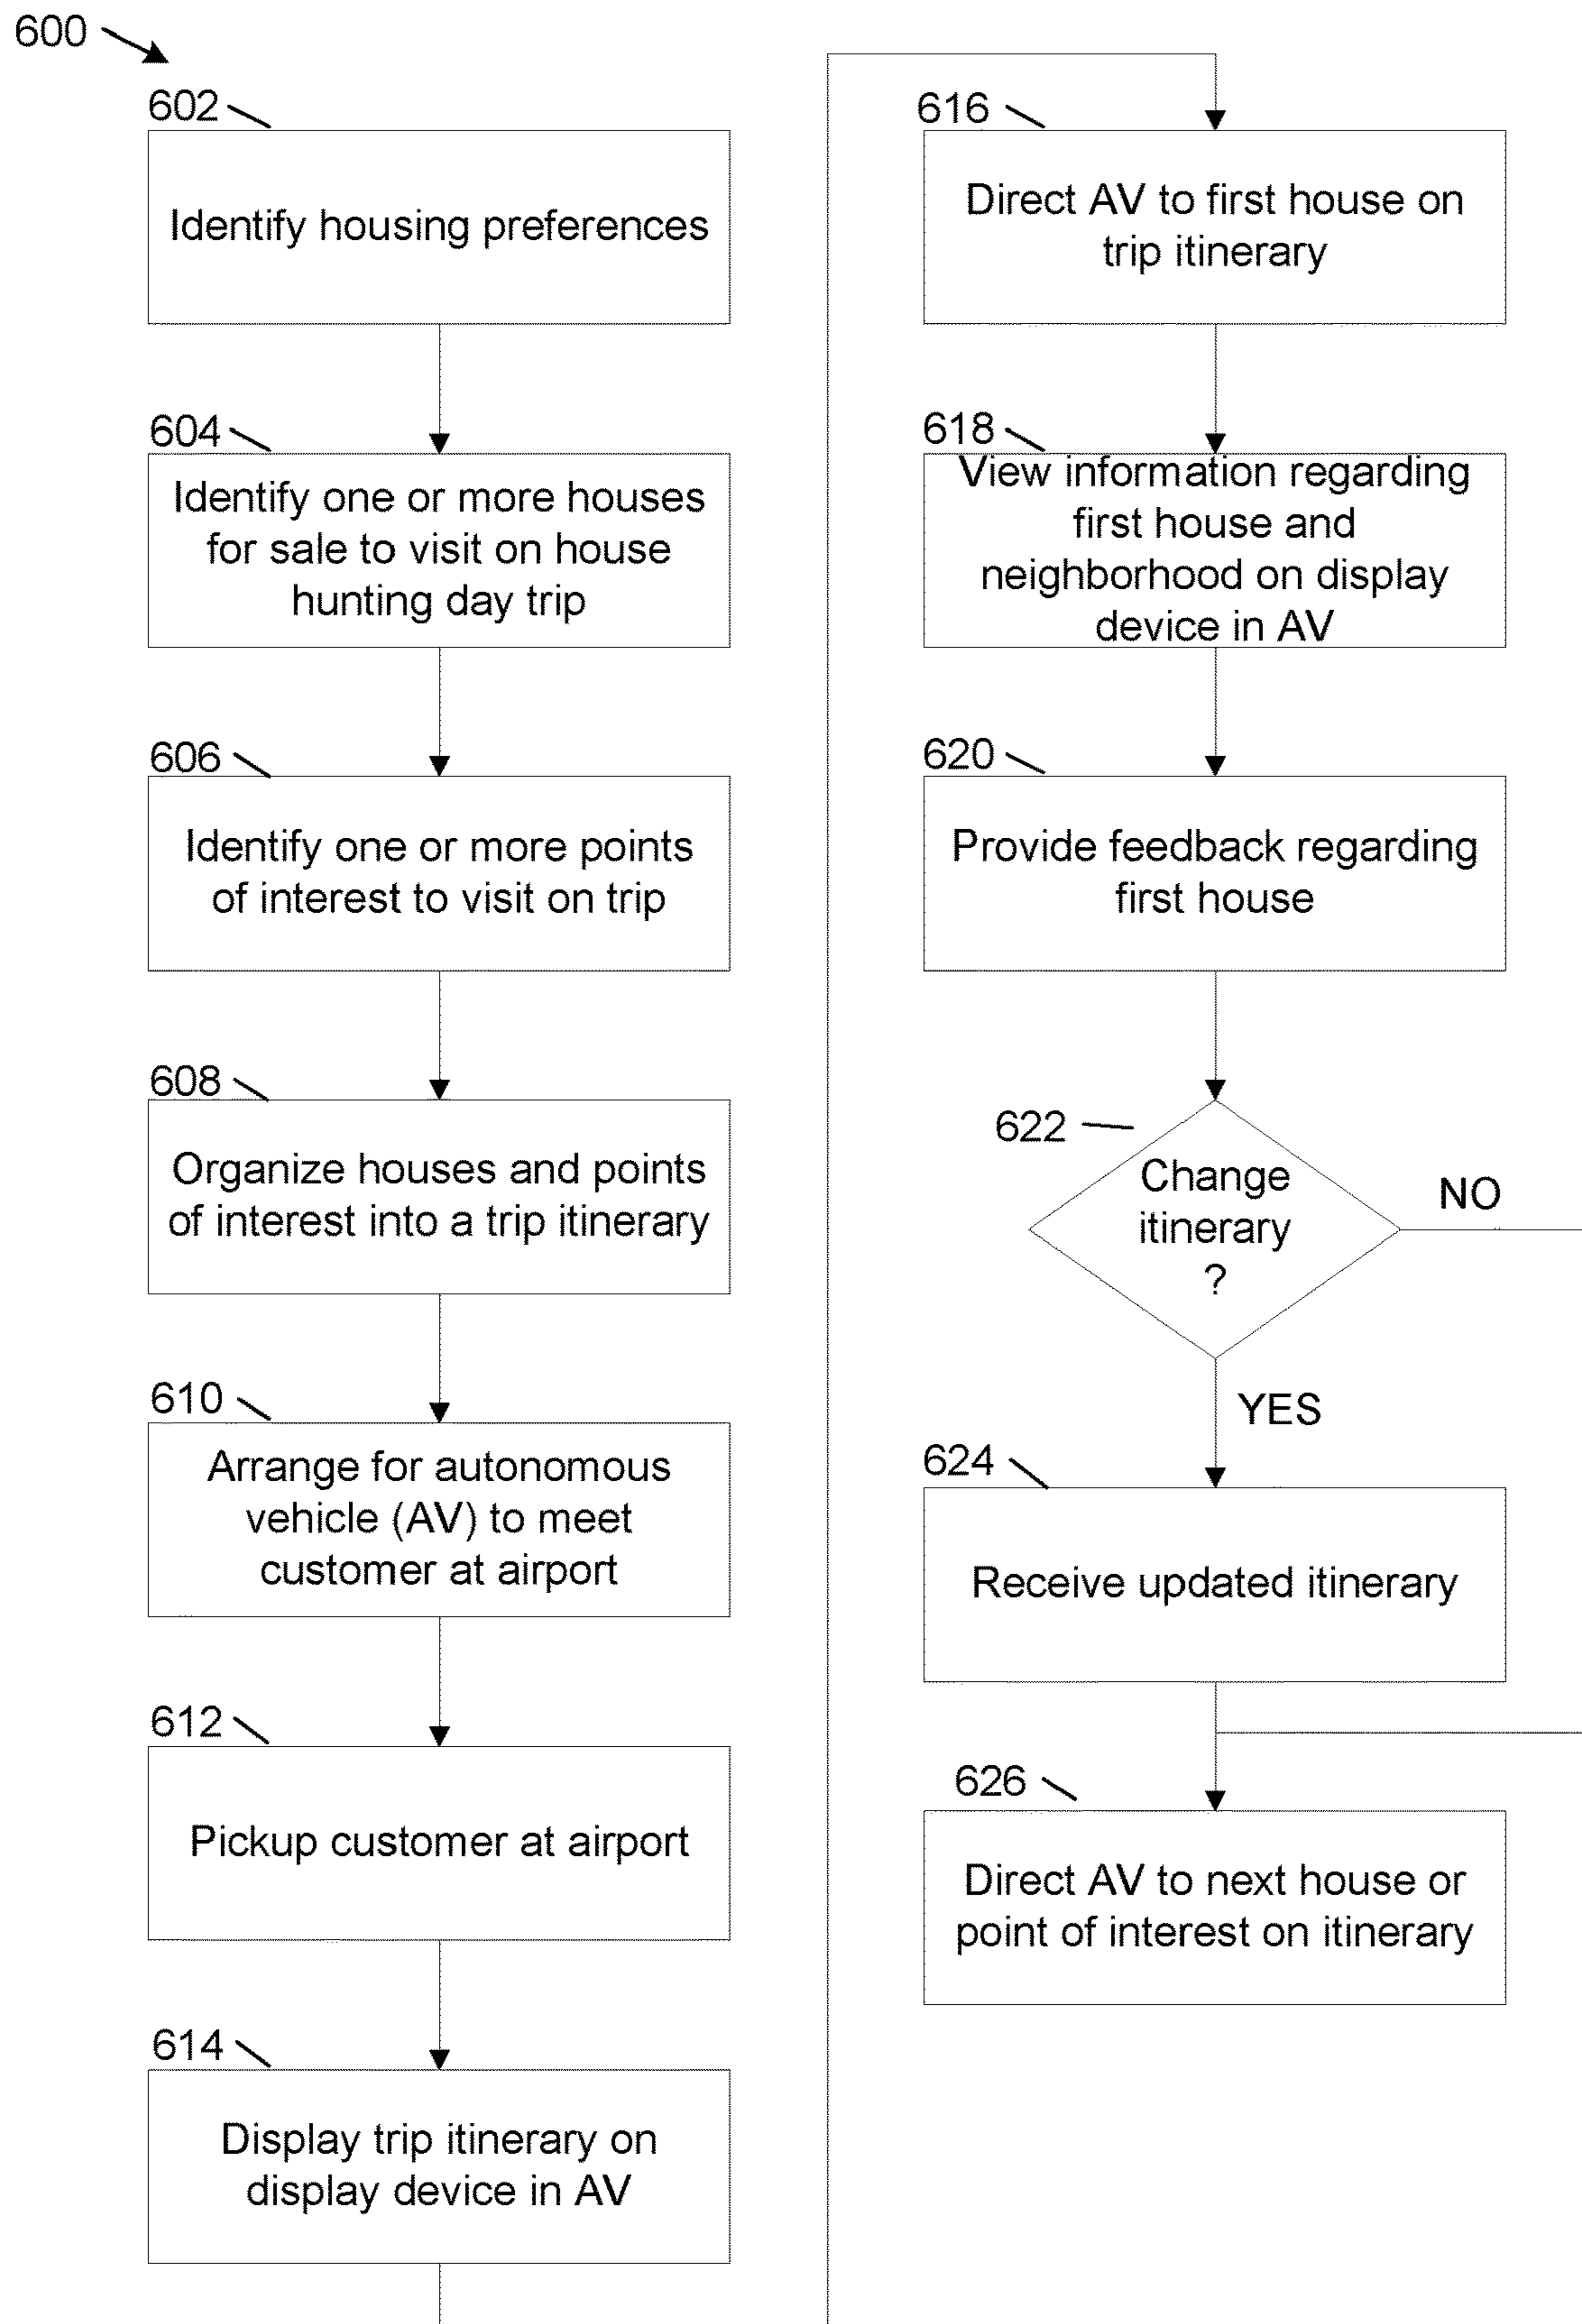 600
602
Identify housing preferences
604
Identify one or more houses
for sale to visit on house
hunting day trip
606
Identify one or more points
of interest to visit on trip
608
Organize houses and points
of interest into a trip itinerary
610
Arrange for autonomous
vehicle (AV) to meet
customer at airport
612
Pickup customer at airport
614
Display trip itinerary on
display device in AV
616
Direct AV to first house on
trip itinerary
618
View information regarding
first house and
neighborhood on display
device in AV
620
Provide feedback regarding
first house
622
Change
itinerary
?
NO
YES
624
Receive updated itinerary
626
Direct AV to next house or
point of interest on itinerary